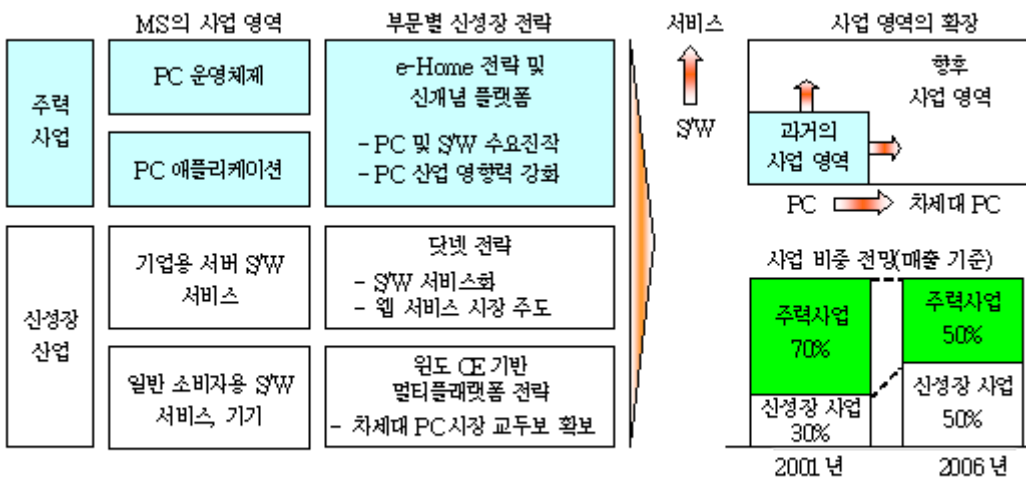 MS의 사업 영역
부문별 신성장 전략
주력
사업
PC 운영체제
PC 애플리케이션
e-Home 전략 및
신개념 플랫폼
- PC 및 S/W 수요진작
- PC 산업 영향력 강화
신성장
산업
기업용 서버 S/W
서비스
닷넷 전략
- S/W 서비스화
- 웹 서비스 시장 주도
일반 소비자용 S/W
서비스, 기기
윈도 CE 기반
멀티플래랫폼 전략
- 차세대 PC시장 교두보 확보
서비스
S/W
사업 영역의 확장
향후
사업 영역
과거의
사업 영역
PC
차세대 PC
사업 비중 전망(매출 기준)
주력사업
70%
신성장 사업
30%
주력사업
50%
신성장 사업
50%
2001 년
2006 년